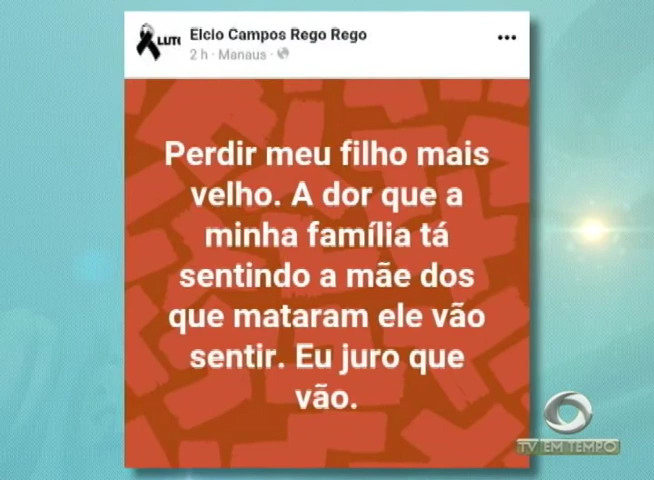 LUTO
Elcio Campos Rego Rego
2 h · Manaus ·
Perdir meu filho mais
velho. A dor que a
minha família tá
sentindo a mãe dos
que mataram ele vão
sentir. Eu juro que
vão.
TV EM TEMPO